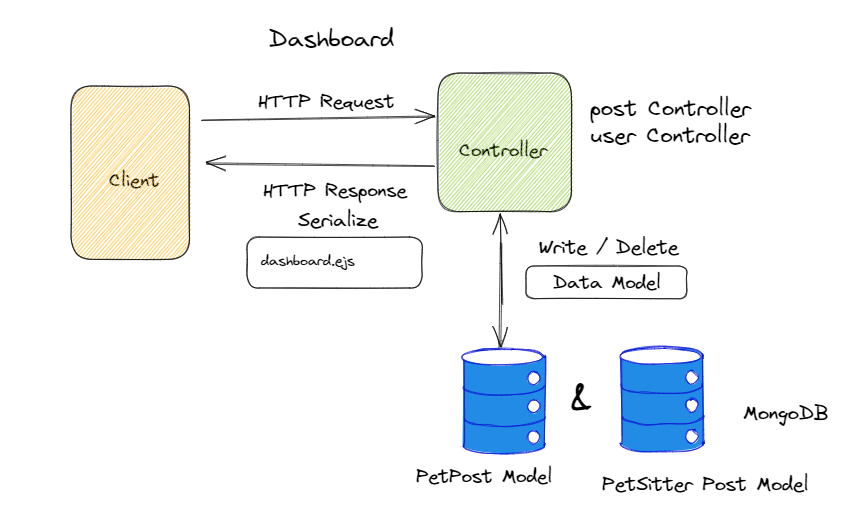 Dashboard
HTTP Request
post Controller
user Controller
Controller
Client
HTTP Response
Serialize
dashboard.ejs
Write / Delete
Data Model
&
MongoDB
PetPost Model
PetSitter Post Model